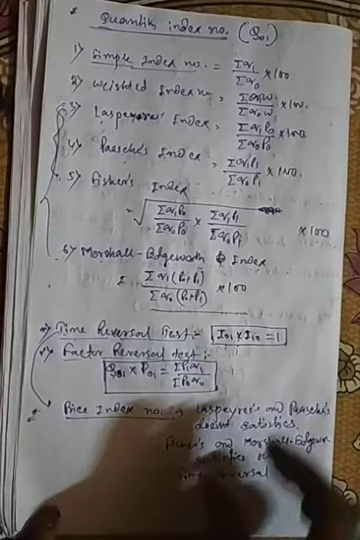 * Quantity index no. (Q₀₁)
1) Simple Index no. = Σq₁/Σq₀ × 100
2) Weighted Index no. = Σq₁w/Σq₀w × 100.
3) Laspeyres' Index = Σq₁P₀/Σq₀P₀ × 100
4) Paasche's Index = Σq₁P₁/Σq₀P₁ × 100.
5) Fisher's Index
= √(Σq₁P₀/Σq₀P₀ × Σq₁P₁/Σq₀P₁) × 100
6) Marshall-Edgeworth Index
= Σq₁(P₀+P₁)/Σq₀(P₀+P₁) × 100
Time Reversal Test :- I₀₁ × I₁₀ = 1
Factor Reversal test :-
Q₀₁ × P₀₁ = ΣP₁q₁/ΣP₀q₀
Price Index no. → Laspeyre's and Paasche's
doesnt satisfies.
Fisher's and Marshall-Edgeworth
Time reversal